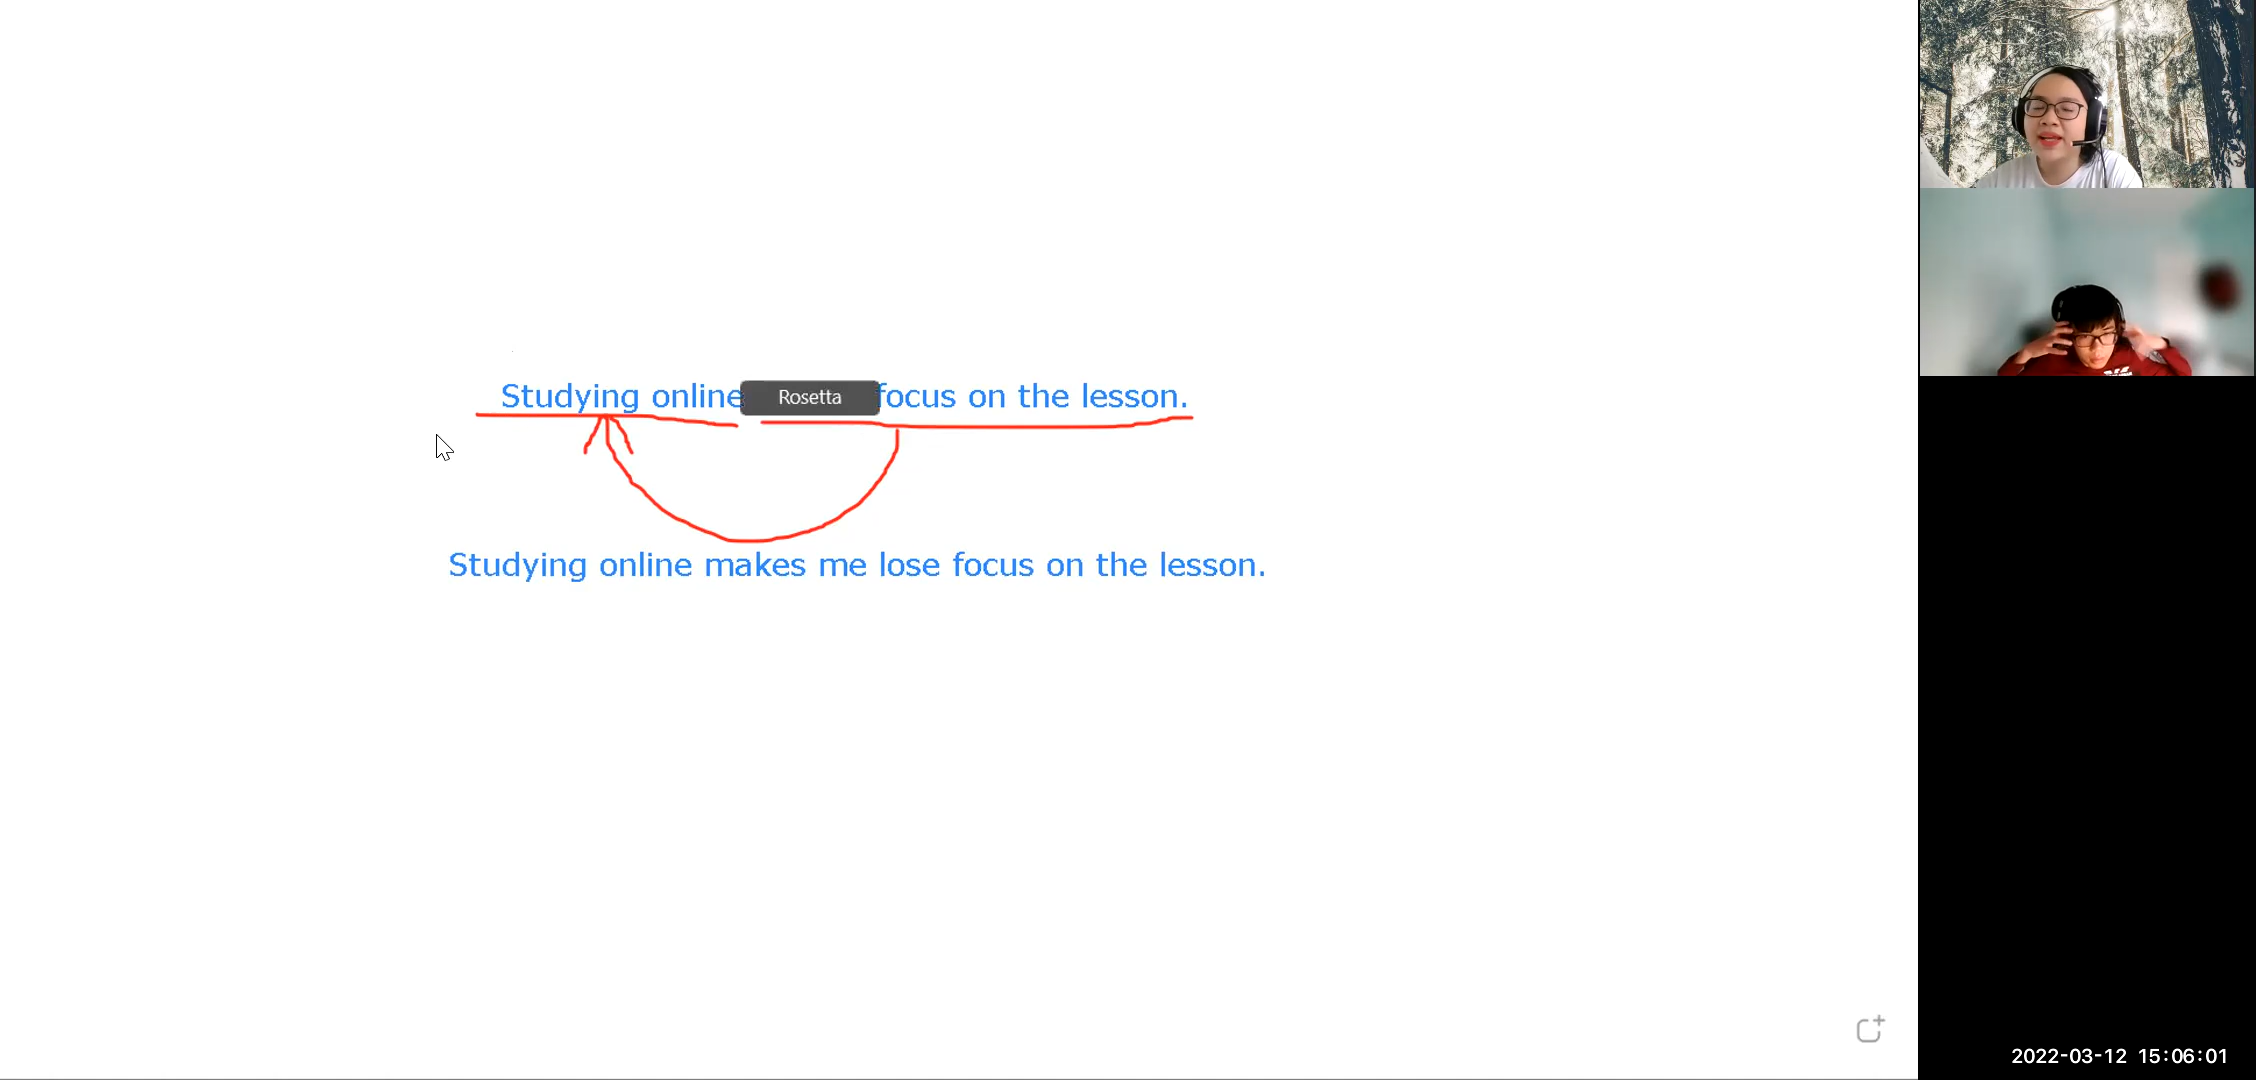 Studying online Rosetta focus on the lesson.
Studying online makes me lose focus on the lesson.
2022-03-12 15:06:01